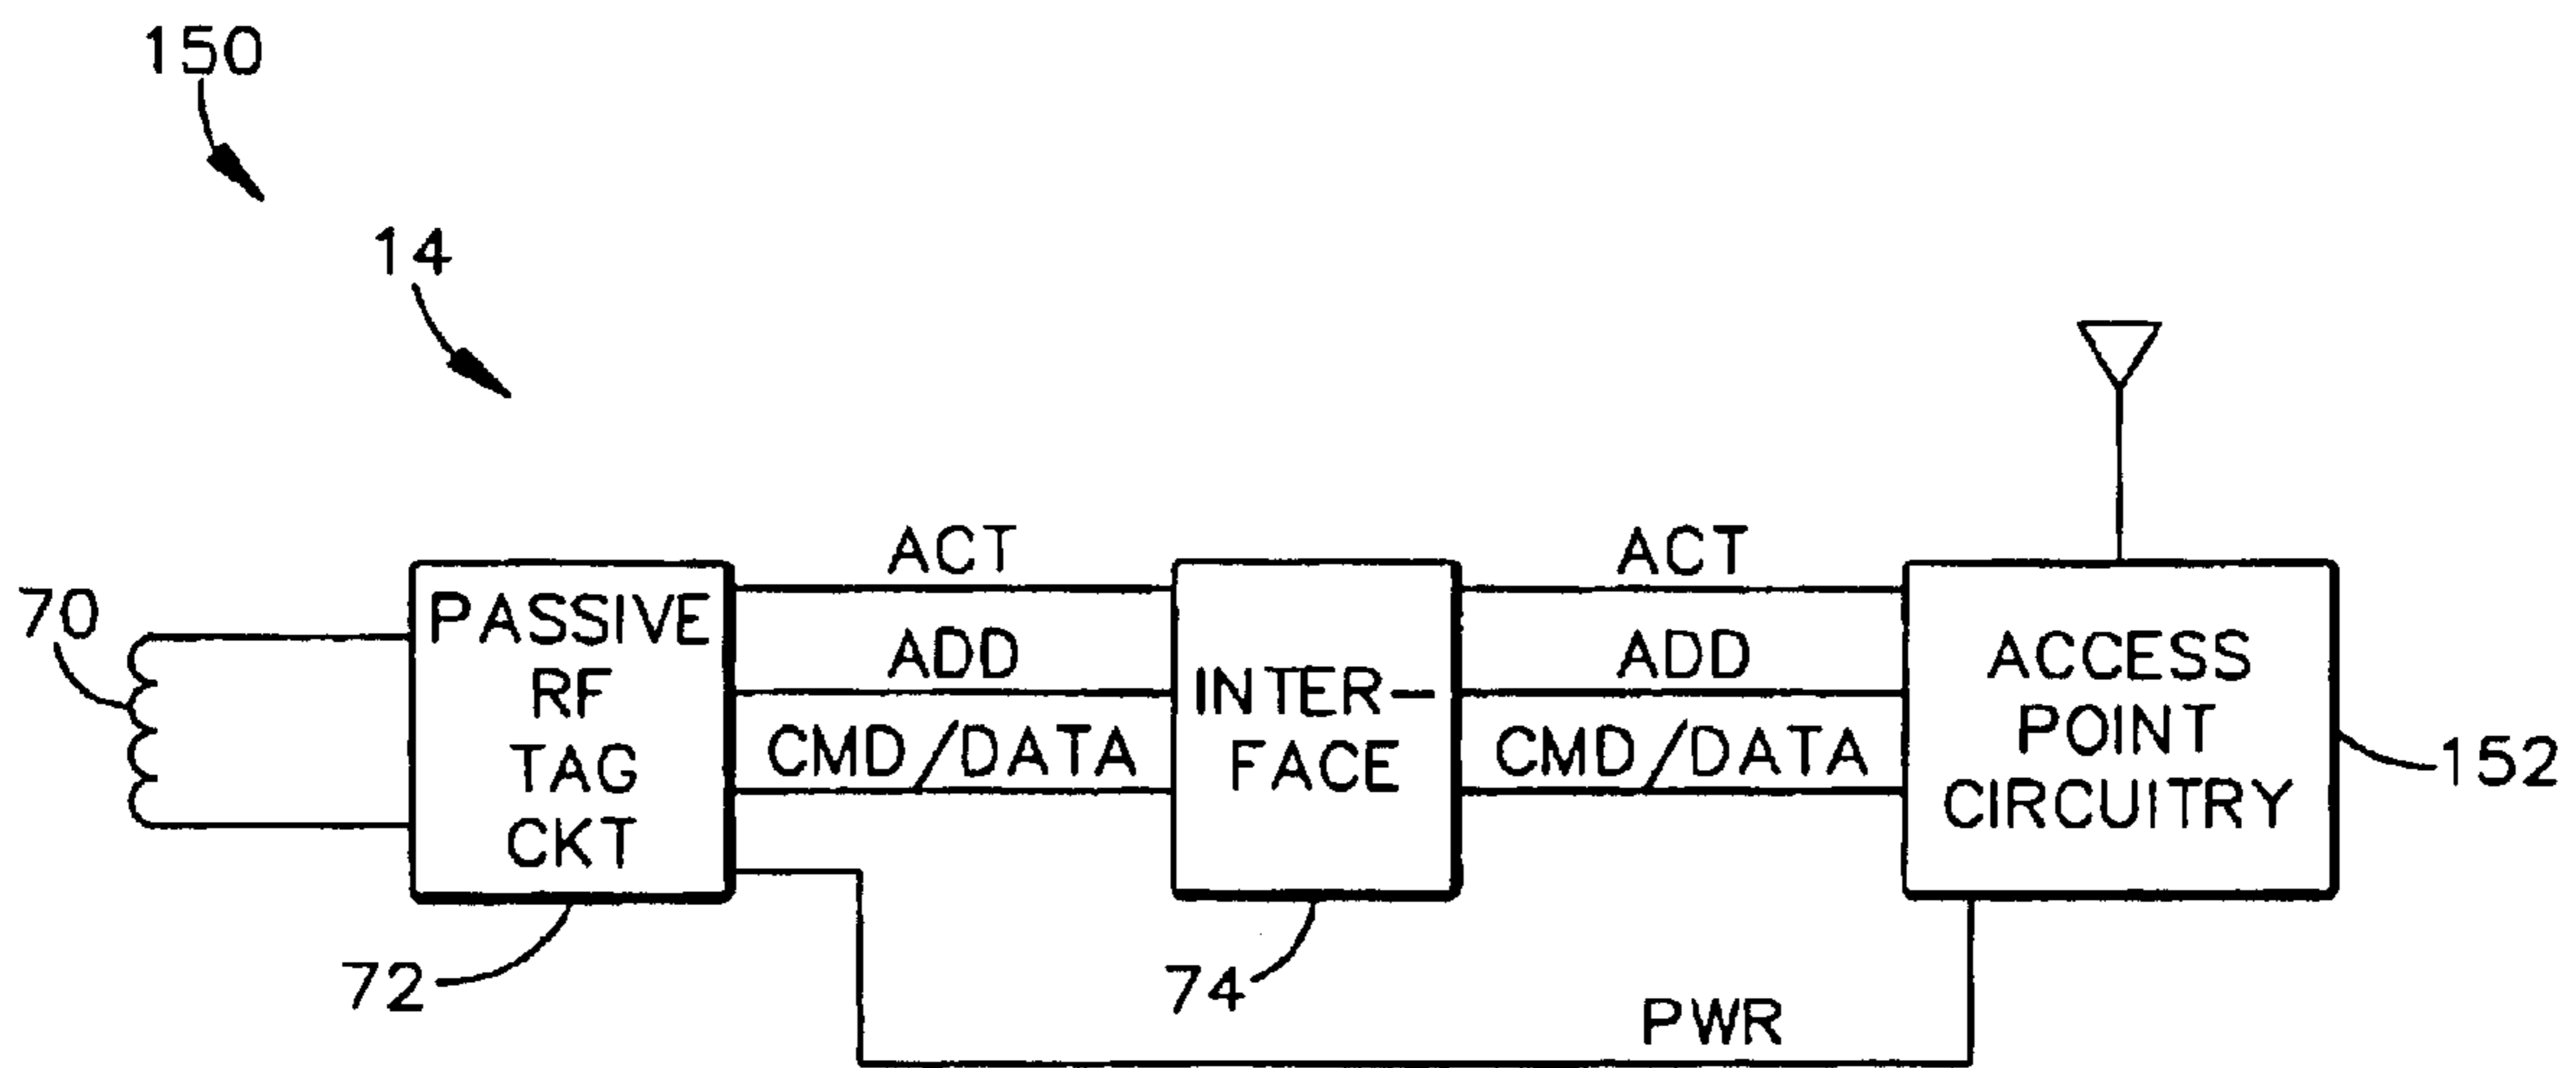 150
14
70
PASSIVE
RF
TAG
CKT
72
ACT
ADD
CMD/DATA
INTER-
FACE
74
ACT
ADD
CMD/DATA
ACCESS
POINT
CIRCUITRY
152
PWR